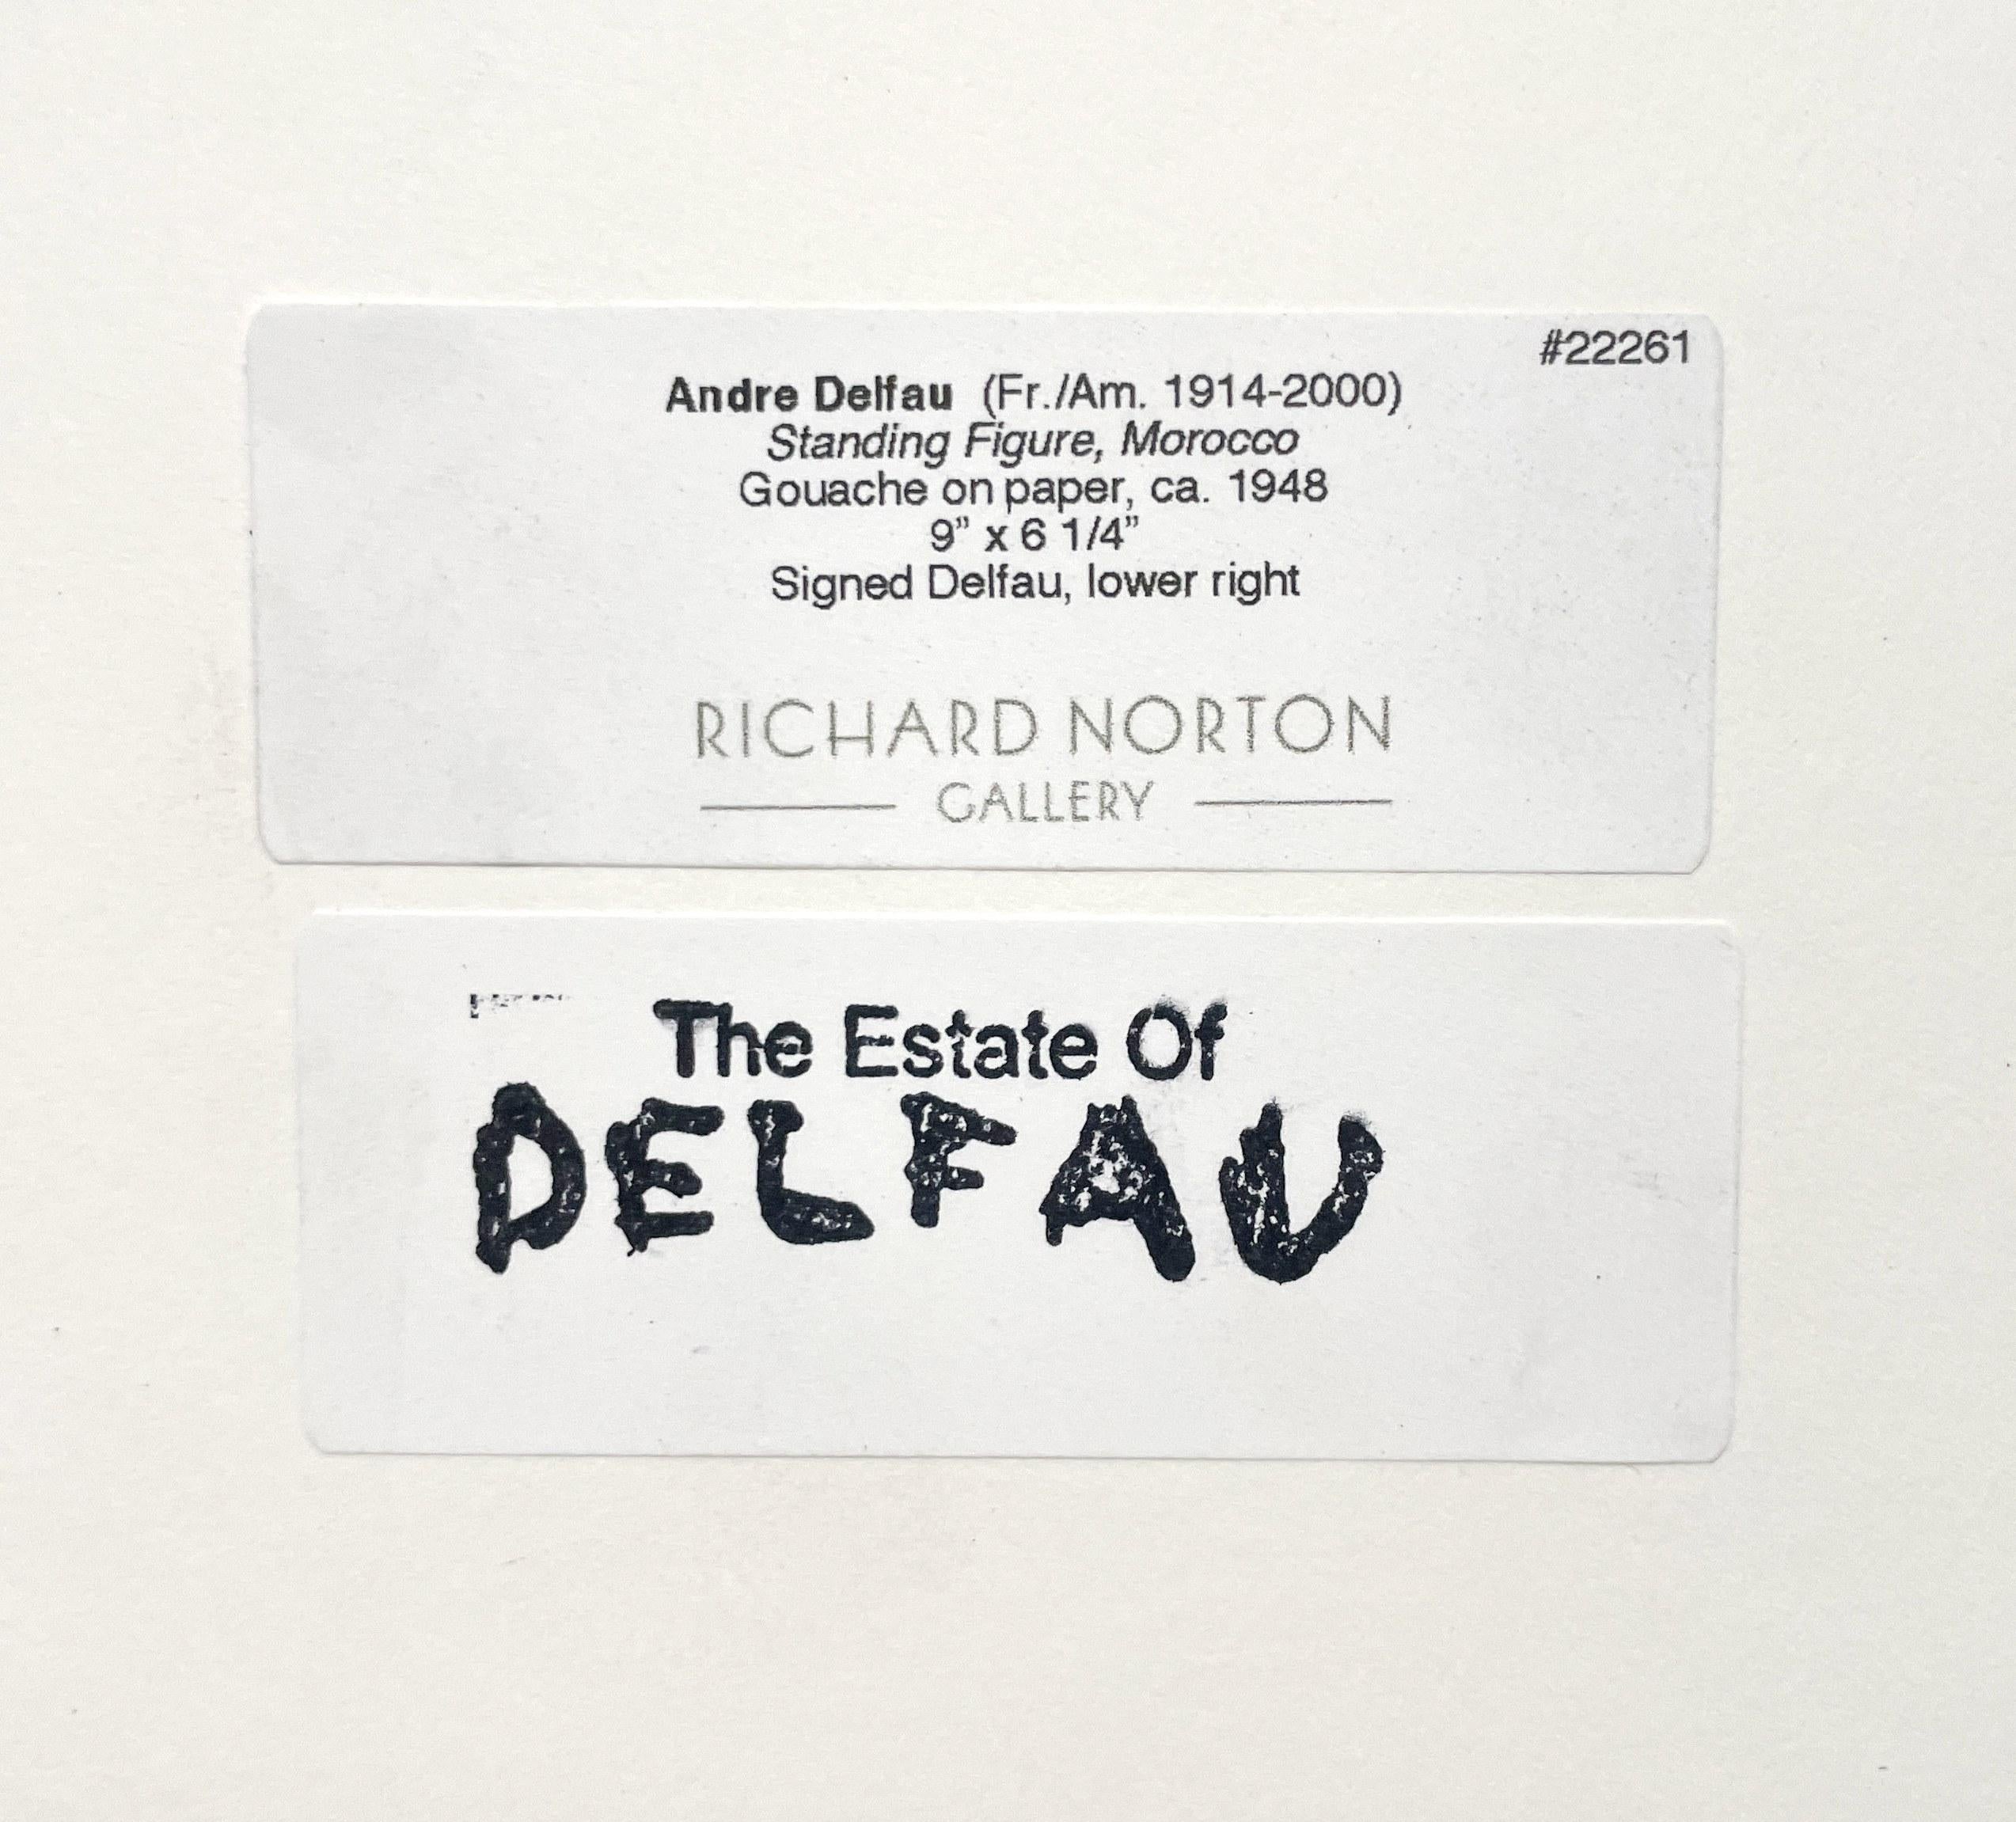 #22261
Andre Delfau (Fr./Am. 1914-2000)
Standing Figure, Morocco
Gouache on paper, ca. 1948
9” x 6 1/4”
Signed Delfau, lower right
RICHARD NORTON
GALLERY
The Estate Of
DELFAU